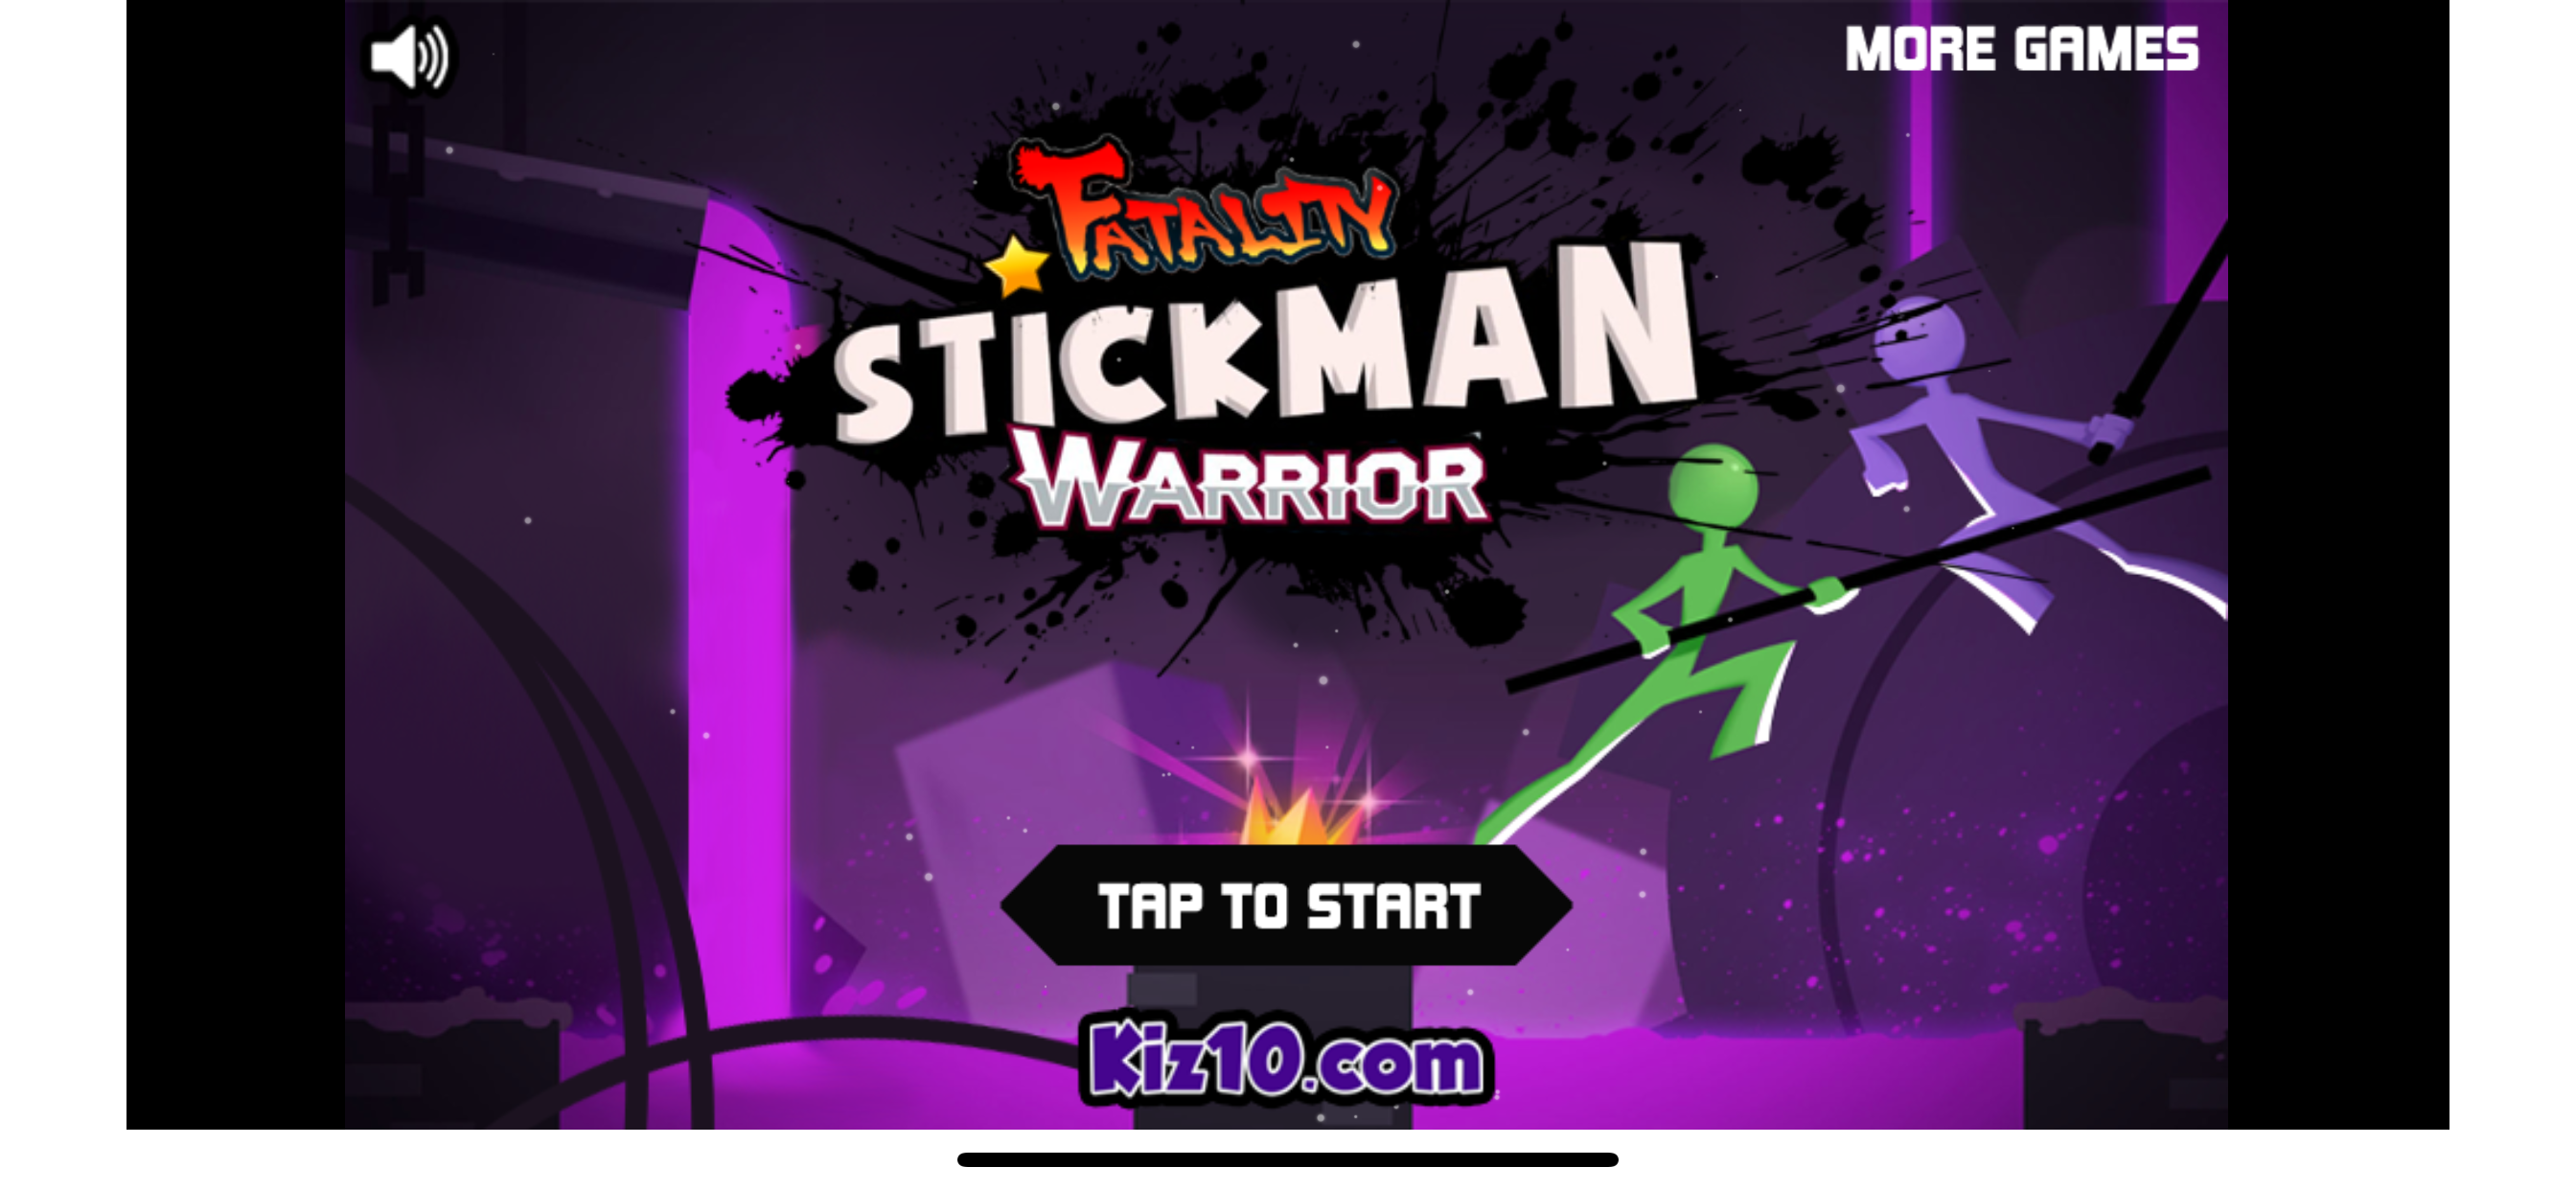 MORE GAMES
FATALITY
STICKMAN
WARRIOR
TAP TO START
Kiz10.com